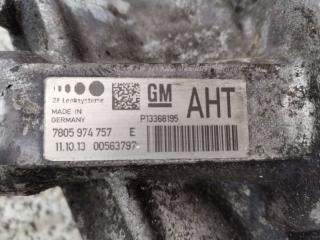 ZF Lenksysteme
MADE IN
GERMANY
GM
AHT
P13368195
7805 974 757 E
11.10.13 00563797